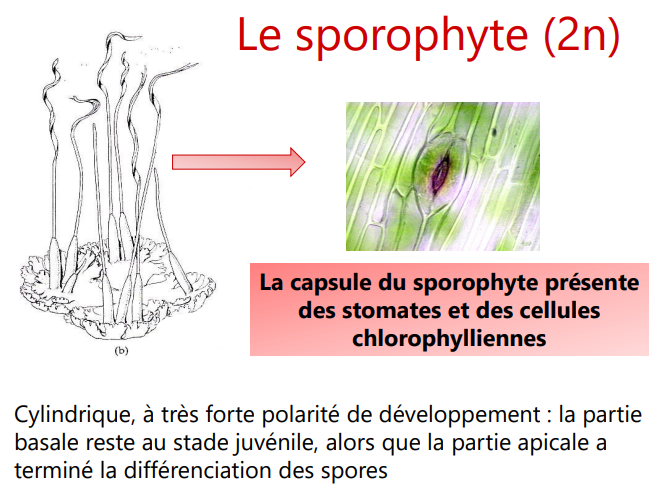 Le sporophyte (2n)
La capsule du sporophyte présente
des stomates et des cellules
chlorophylliennes
(b)
Cylindrique, à très forte polarité de développement : la partie
basale reste au stade juvénile, alors que la partie apicale a
terminé la différenciation des spores